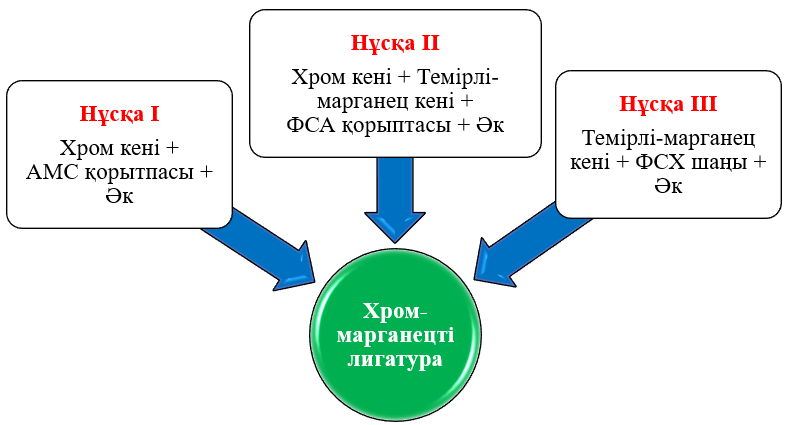 Нұсқа I
Хром кені +
АМС қорытпасы +
Әк
Нұсқа II
Хром кені + Темірлі-
марганец кені +
ФСА қорыптасы + Әк
Нұсқа III
Темірлі-марганец
кені + ФСХ шаңы +
Әк
Хром-
марганецті
лигатура